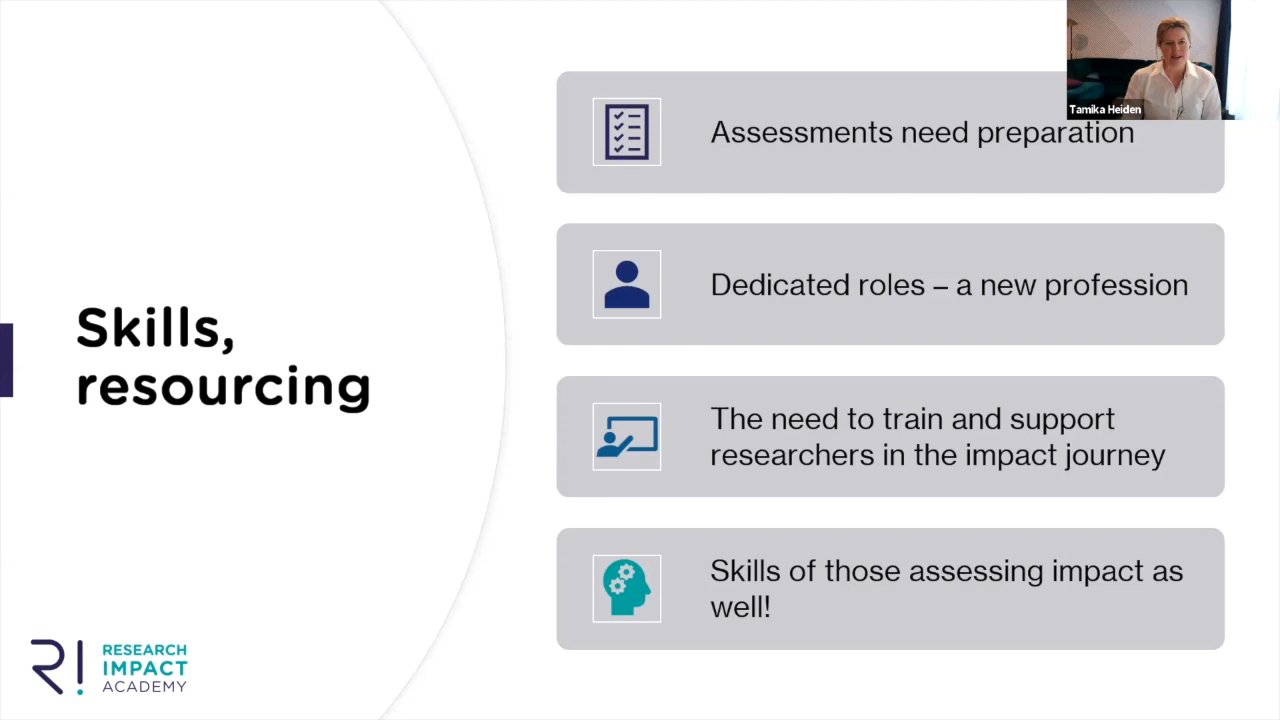 Skills,
resourcing
Assessments need preparation
Dedicated roles – a new profession
The need to train and support
researchers in the impact journey
Skills of those assessing impact as
well!
Tamika Heiden
R!
RESEARCH
IMPACT
ACADEMY